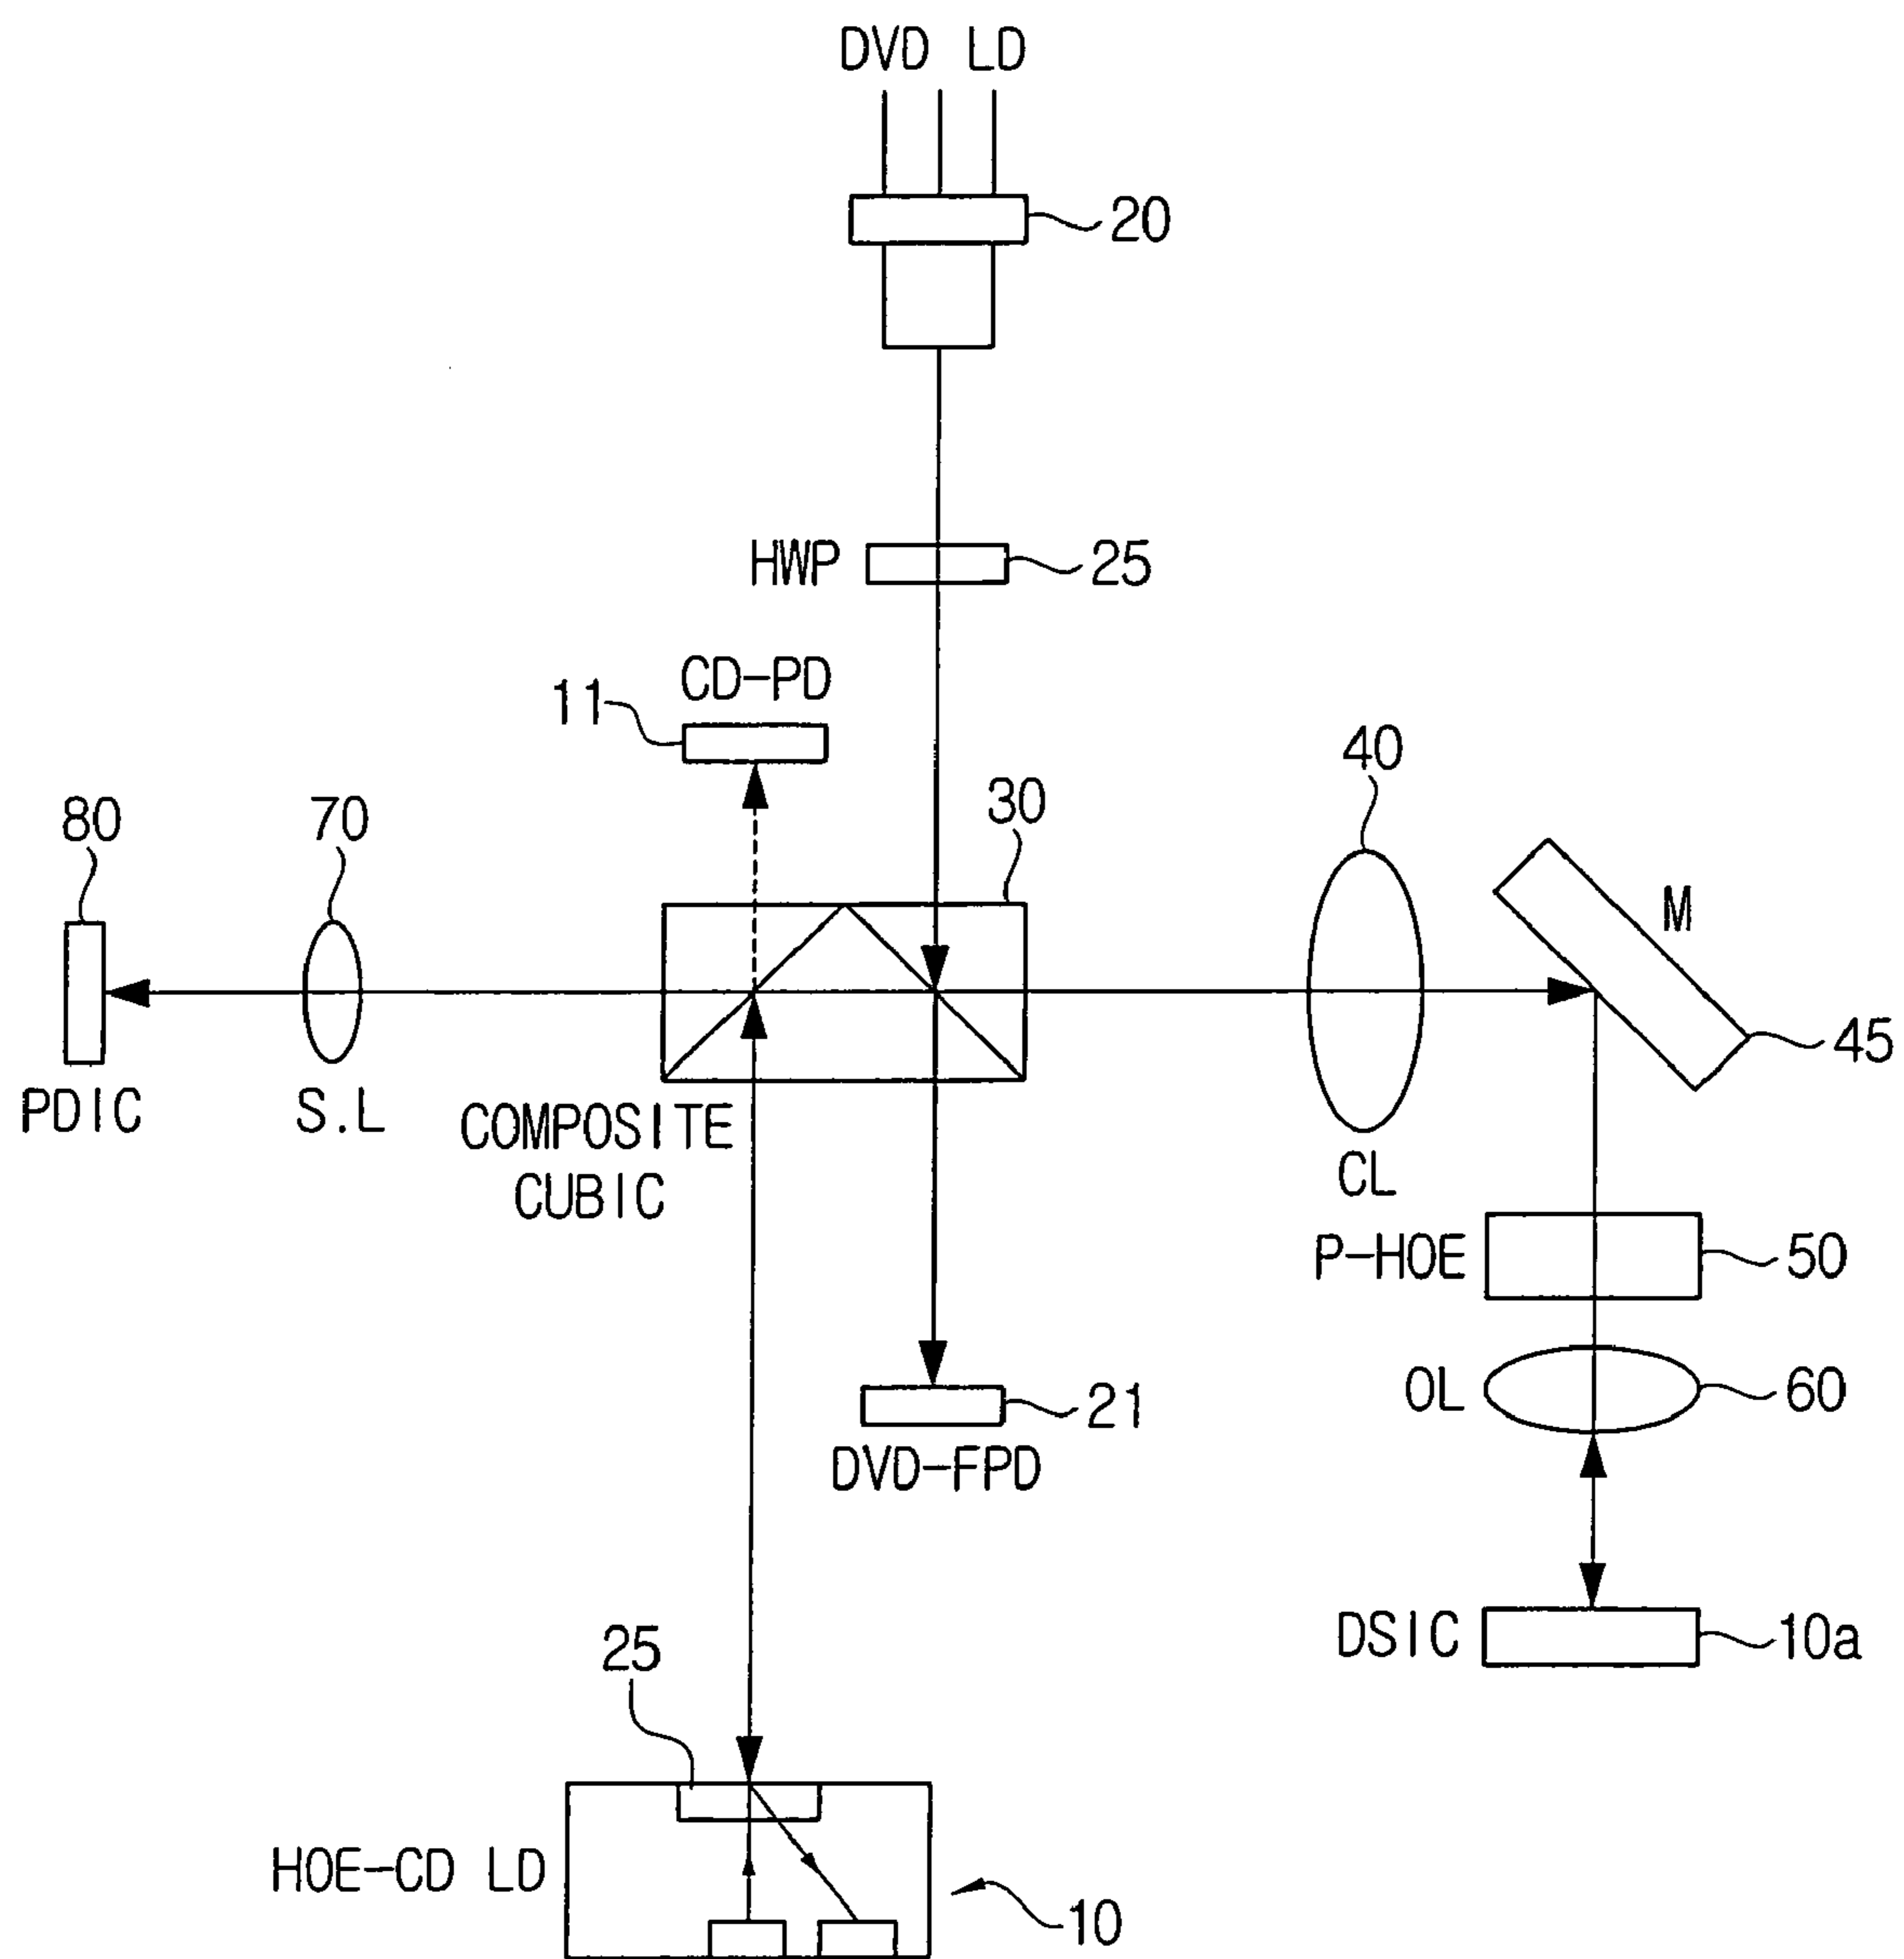 DVD LD
20
HWP
25
CD-PD
11
40
30
80
70
M
45
PDIC
S.L
COMPOSITE
CUBIC
CL
P-HOE
50
OL
60
21
DVD-FPD
DSIC
10a
25
HOE-CD LD
10